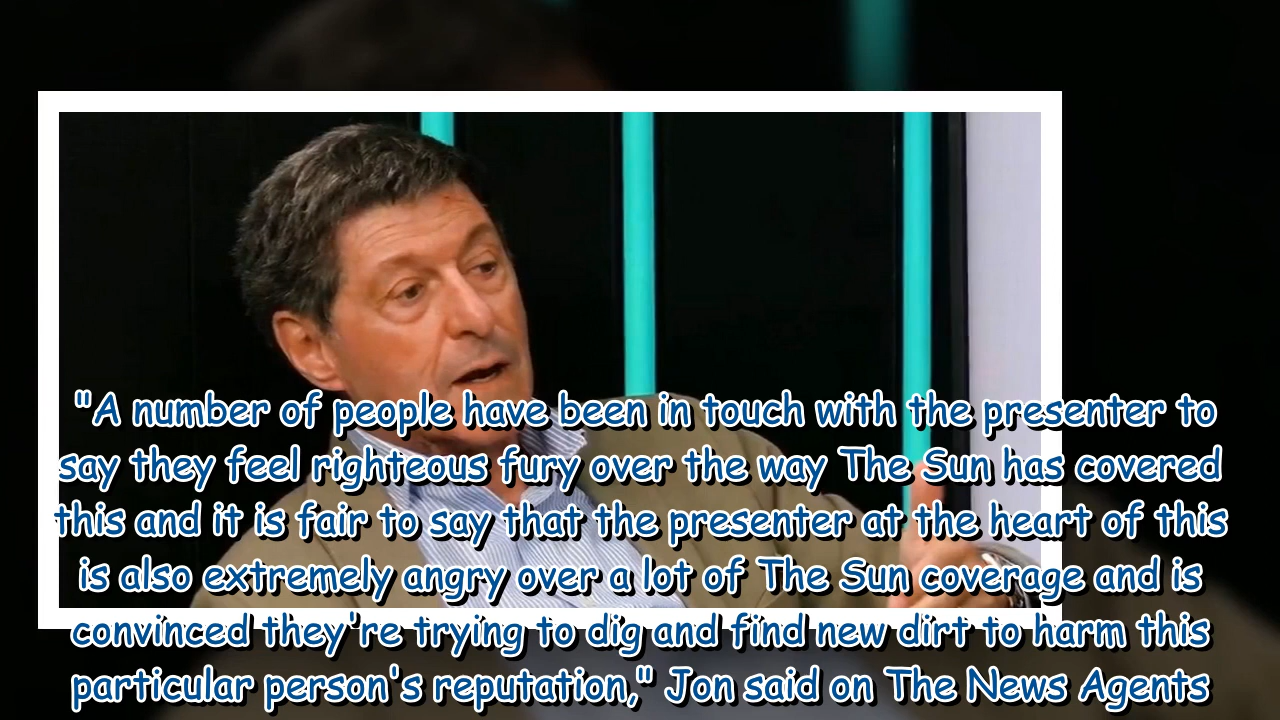 "A number of people have been in touch with the presenter to
say they feel righteous fury over the way The Sun has covered
this and it is fair to say that the presenter at the heart of this
is also extremely angry over a lot of The Sun coverage and is
convinced they're trying to dig and find new dirt to harm this
particular person's reputation," Jon said on The News Agents